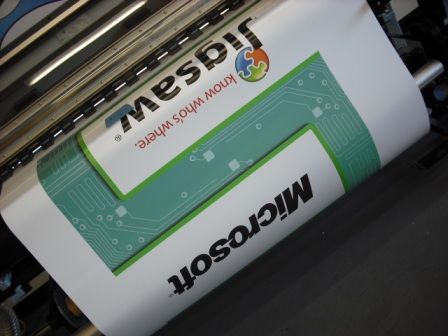 Jigsaw®
know who's where.
Microsoft®